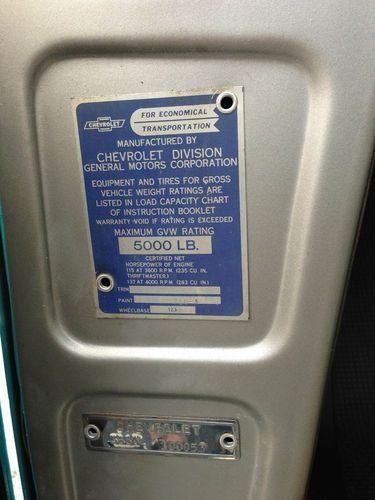 CHEVROLET
FOR ECONOMICAL
TRANSPORTATION
MANUFACTURED BY
CHEVROLET DIVISION
GENERAL MOTORS CORPORATION
EQUIPMENT AND TIRES FOR GROSS
VEHICLE WEIGHT RATINGS ARE
LISTED IN LOAD CAPACITY CHART
OF INSTRUCTION BOOKLET
WARRANTY VOID IF RATING IS EXCEEDED
MAXIMUM GVW RATING
5000 LB.
CERTIFIED NET
HORSEPOWER OF ENGINE
115 AT 3600 R.P.M. (235 CU. IN.
THRIFTMASTER)
137 AT 4000 R.P.M. (283 CU. IN.)
TRIM
PAINT
WHEELBASE 123
CHEVROLET